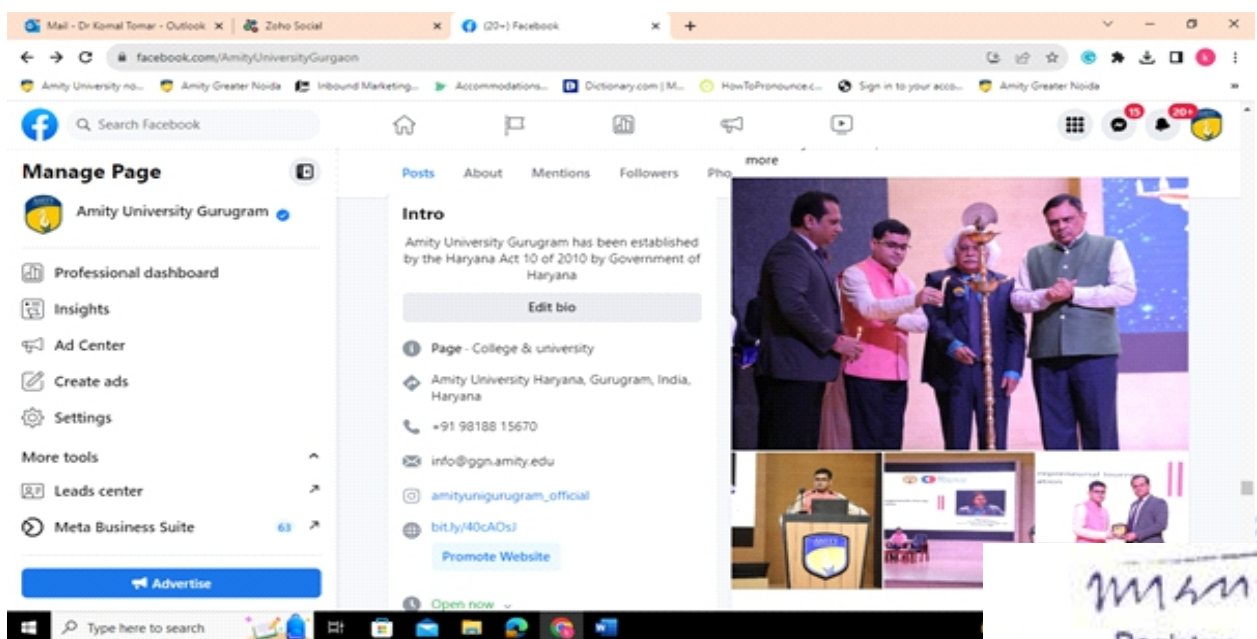 Mail - Dr Komal Tomar - Outlook
Zoho Social
(20+) Facebook
facebook.com/AmityUniversityGurgaon
Amity University no...
Amity Greater Noida
Inbound Marketing...
Accommodations...
Dictionary.com | M...
HowToPronounce.c...
Sign in to your acco...
Amity Greater Noida
Search Facebook
15
20+
Manage Page
Amity University Gurugram
Professional dashboard
Insights
Ad Center
Create ads
Settings
More tools
Leads center
Meta Business Suite
63
Advertise
Posts About Mentions Followers Pho
Intro
Amity University Gurugram has been established
by the Haryana Act 10 of 2010 by Government of
Haryana
Edit bio
Page - College & university
Amity University Haryana, Gurugram, India,
Haryana
+91 98188 15670
info@ggn.amity.edu
amityunigurugram_official
bit.ly/40cAOsJ
Promote Website
Open now
more
AMITY
Type here to search